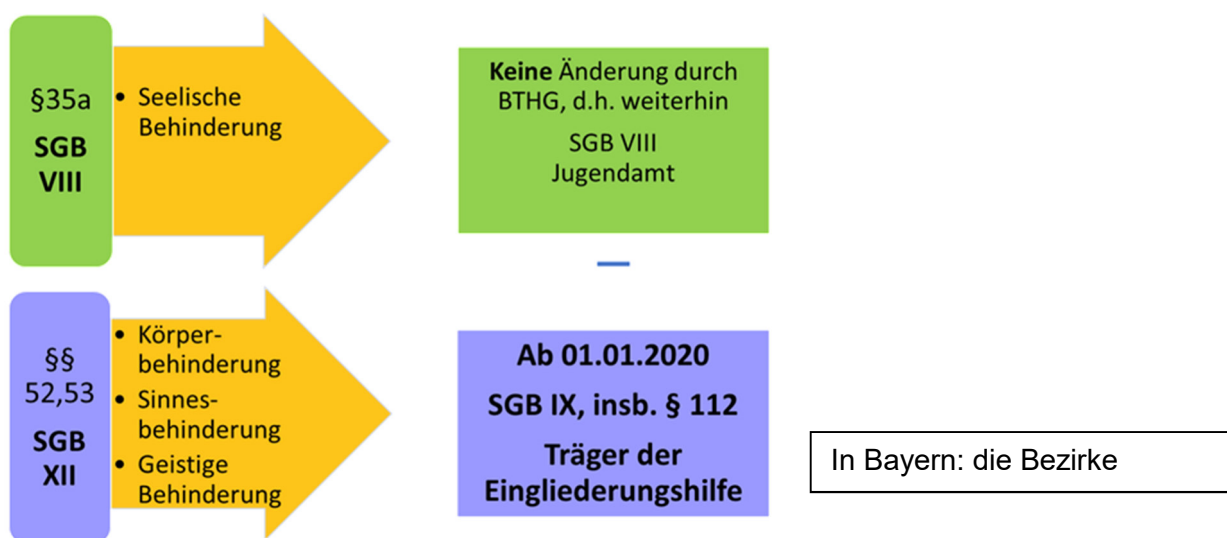 §35a
SGB
VIII
• Seelische
Behinderung
Keine Änderung durch
BTHG, d.h. weiterhin
SGB VIII
Jugendamt
§§
52,53
SGB
XII
• Körper-
behinderung
• Sinnes-
behinderung
• Geistige
Behinderung
Ab 01.01.2020
SGB IX, insb. § 112
Träger der
Eingliederungshilfe
In Bayern: die Bezirke